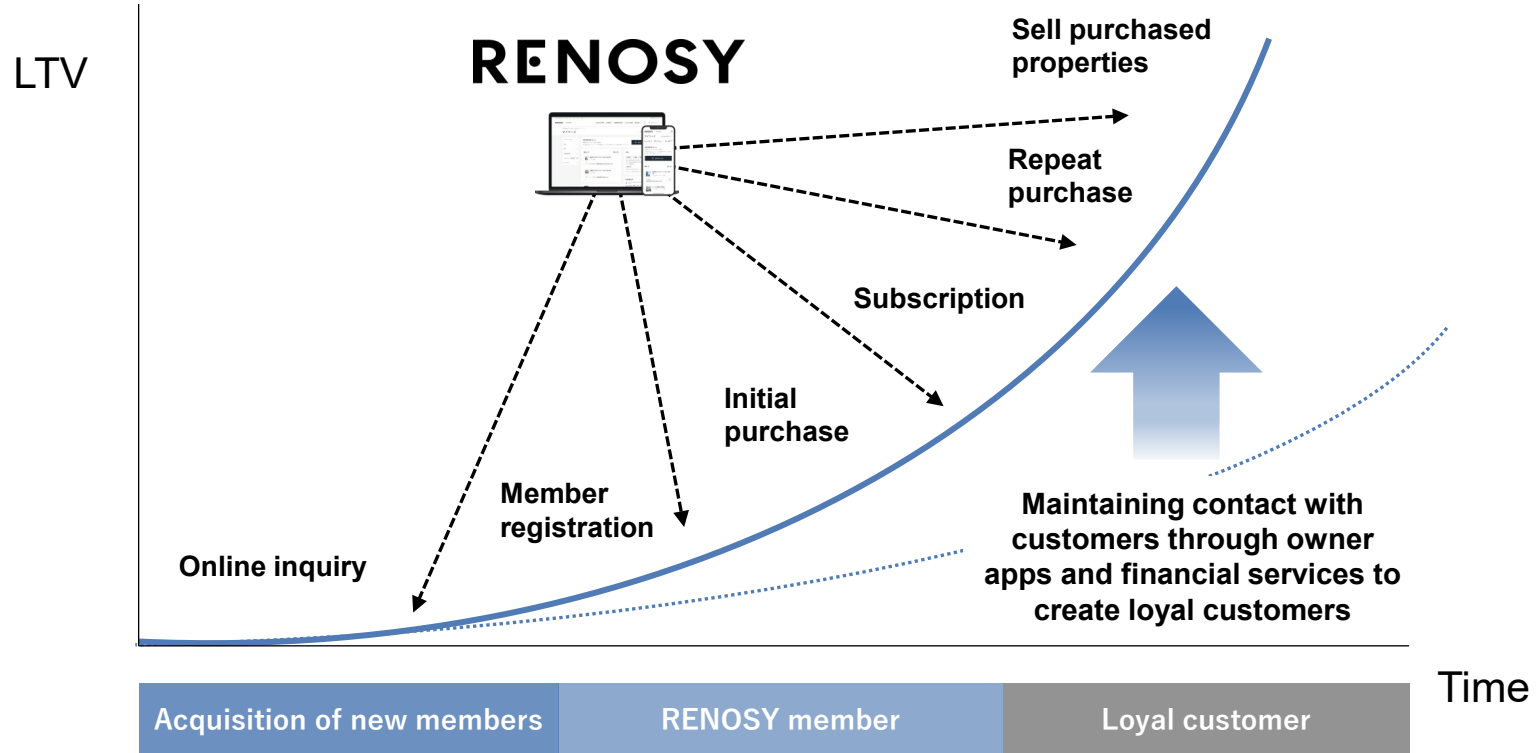 LTV
RENOSY
Sell purchased
properties
Repeat
purchase
Subscription
Initial
purchase
Member
registration
Online inquiry
Maintaining contact with
customers through owner
apps and financial services to
create loyal customers
Time
Acquisition of new members
RENOSY member
Loyal customer